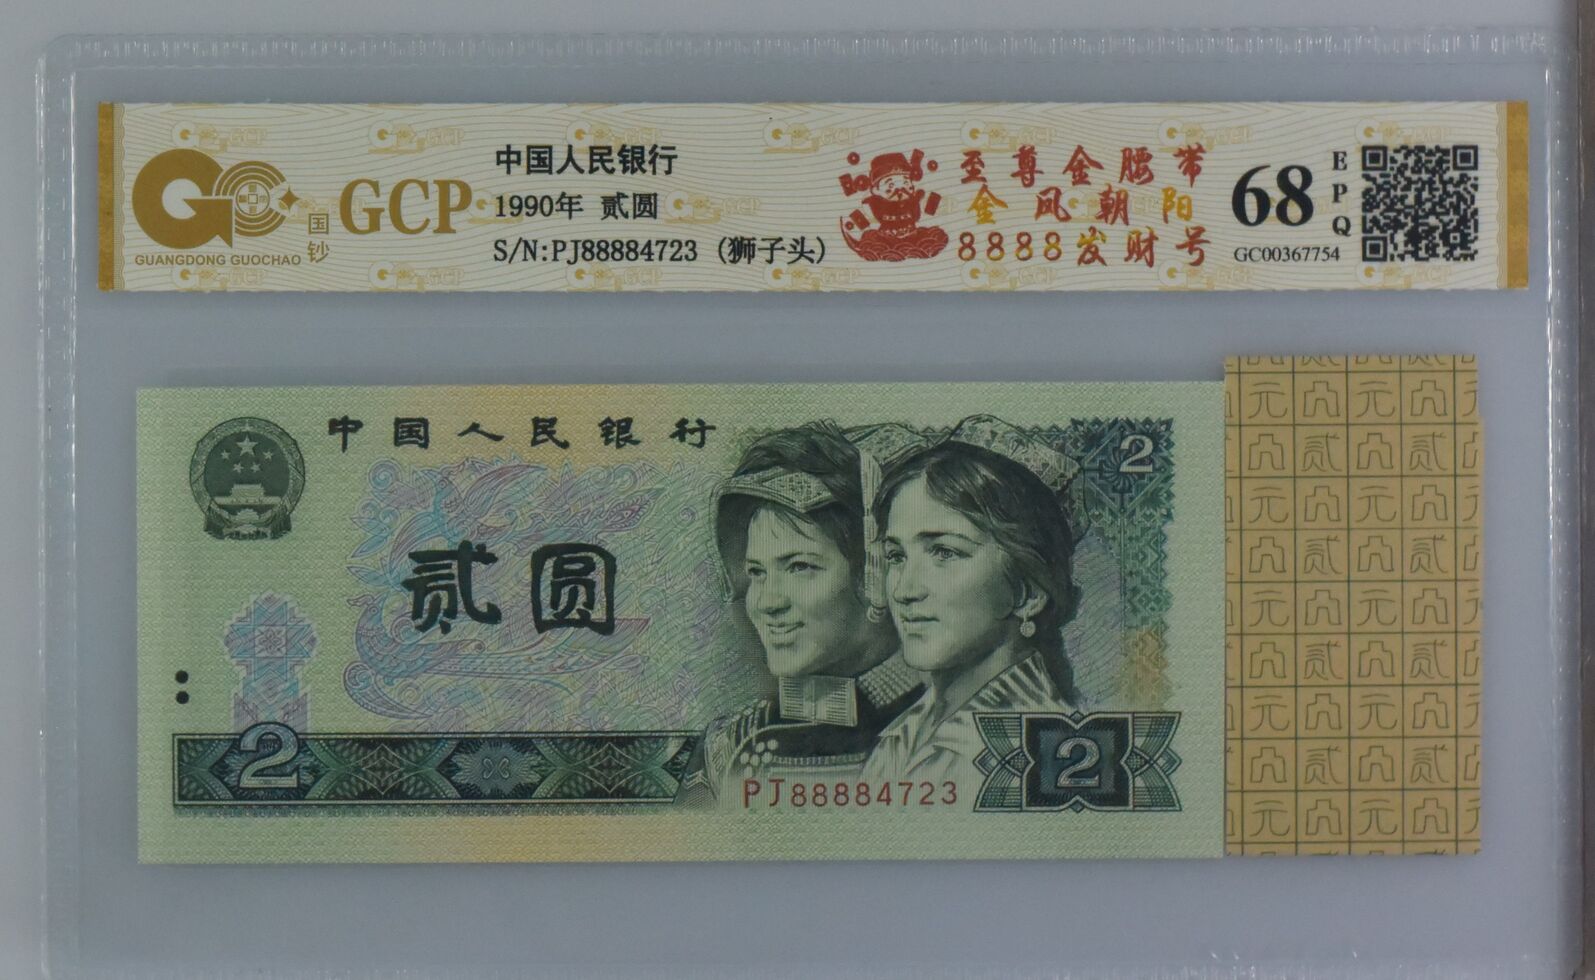 GUANGDONG GUOCHAO
国钞
GCP
中国人民银行
1990年 贰圆
S/N:PJ88884723 (狮子头)
至尊金腰带
金凤朝阳
8888发财号
68
EPQ
GC00367754
中国人民银行
贰圆
2
2
2
PJ88884723